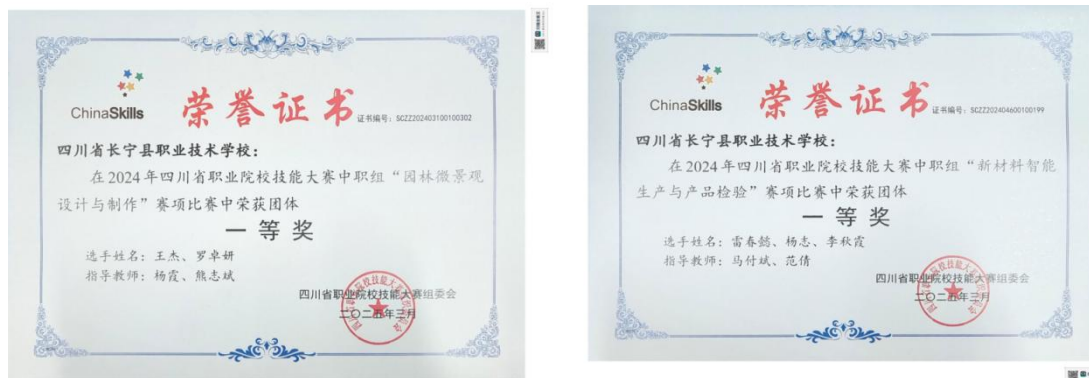 ChinaSkills
荣誉证书
证书编号：SCZZ202403100100302
四川省长宁县职业技术学校：
在2024年四川省职业院校技能大赛中职组“园林微景观
设计与制作”赛项比赛中荣获团体
一等奖
选手姓名：王杰、罗卓妍
指导教师：杨霞、熊志斌
四川省职业院校技能大赛组委会
二〇二五年三月
ChinaSkills
荣誉证书
证书编号：SCZZ202404600100199
四川省长宁县职业技术学校：
在2024年四川省职业院校技能大赛中职组“新材料智能
生产与产品检验”赛项比赛中荣获团体
一等奖
选手姓名：雷春懿、杨志、李秋霞
指导教师：马付斌、范倩
四川省职业院校技能大赛组委会
二〇二五年三月